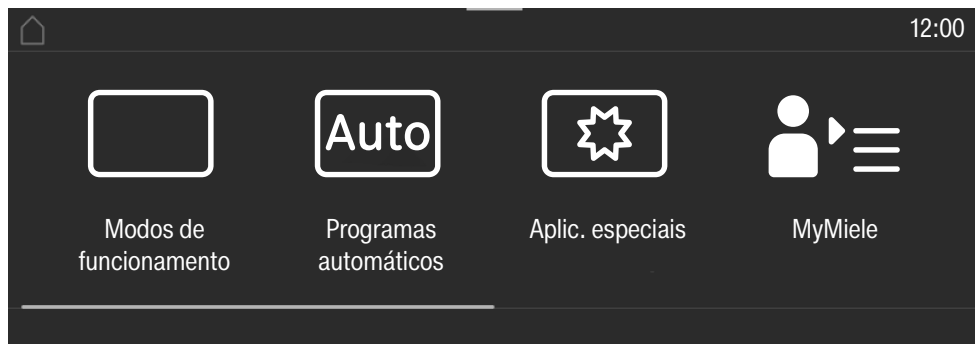 12:00
Auto
Modos de
funcionamento
Programas
automáticos
Aplic. especiais
MyMiele